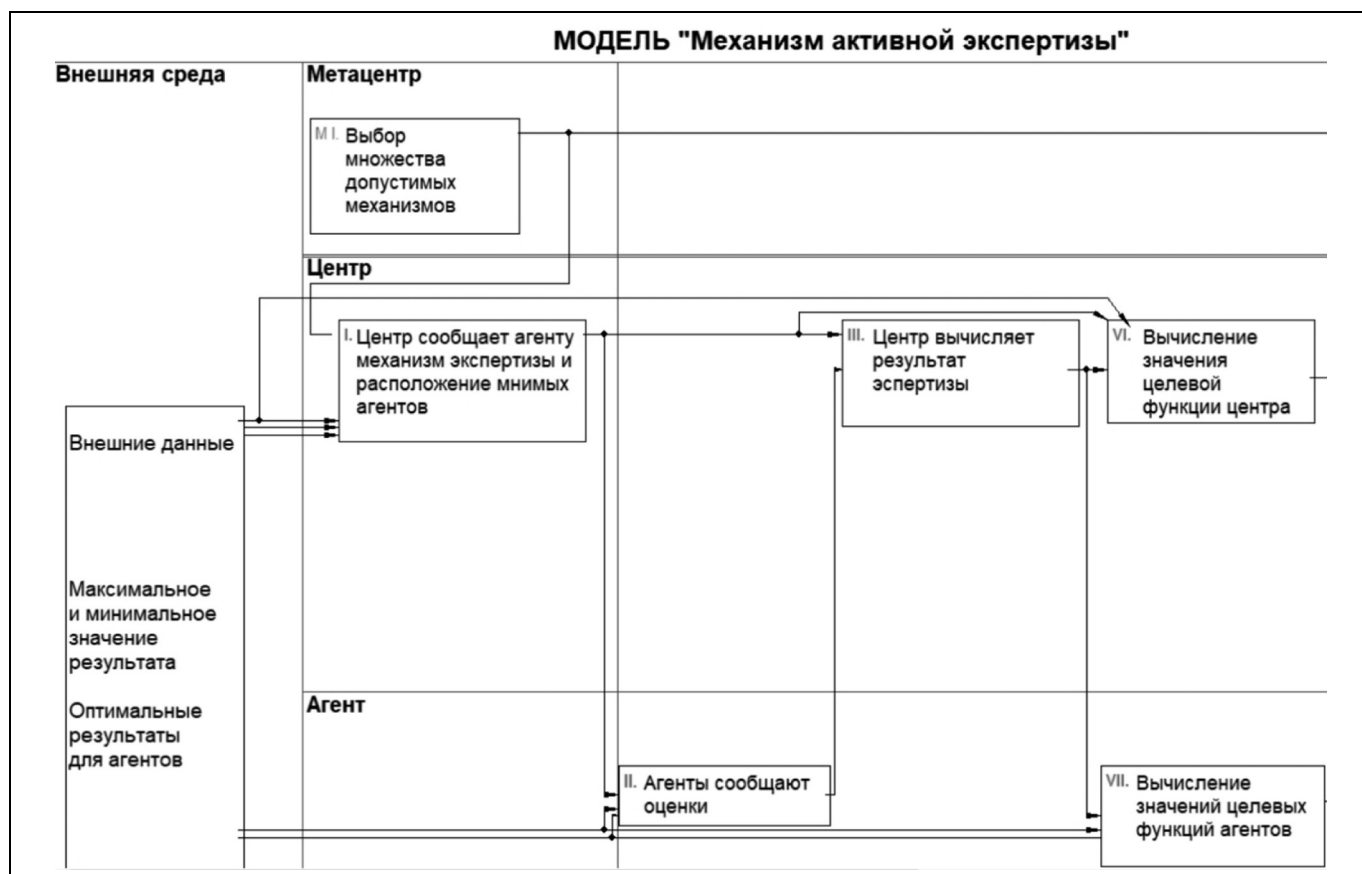 МОДЕЛЬ "Механизм активной экспертизы"
Внешняя среда
Метацентр
M I. Выбор
множества
допустимых
механизмов
Центр
I. Центр сообщает агенту
механизм экспертизы и
расположение мнимых
агентов
III. Центр вычисляет
результат
эспертизы
VI. Вычисление
значения
целевой
функции центра
Внешние данные
Максимальное
и минимальное
значение
результата
Оптимальные
результаты
для агентов
Агент
II. Агенты сообщают
оценки
VII. Вычисление
значений целевых
функций агентов